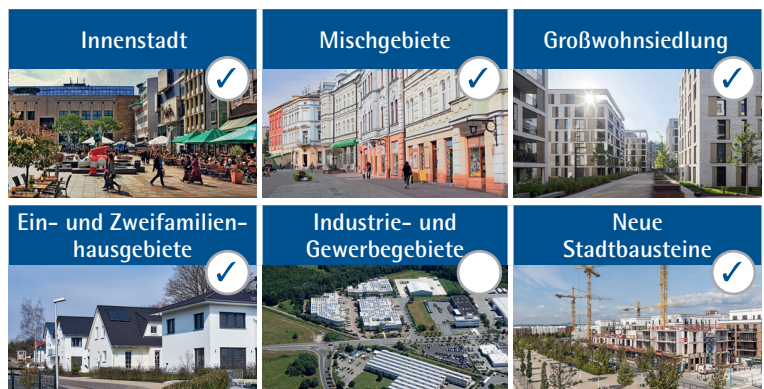 Innenstadt
Mischgebiete
Großwohnsiedlung
Ein- und Zweifamilien-
hausgebiete
Industrie- und
Gewerbegebiete
Neue
Stadtbausteine